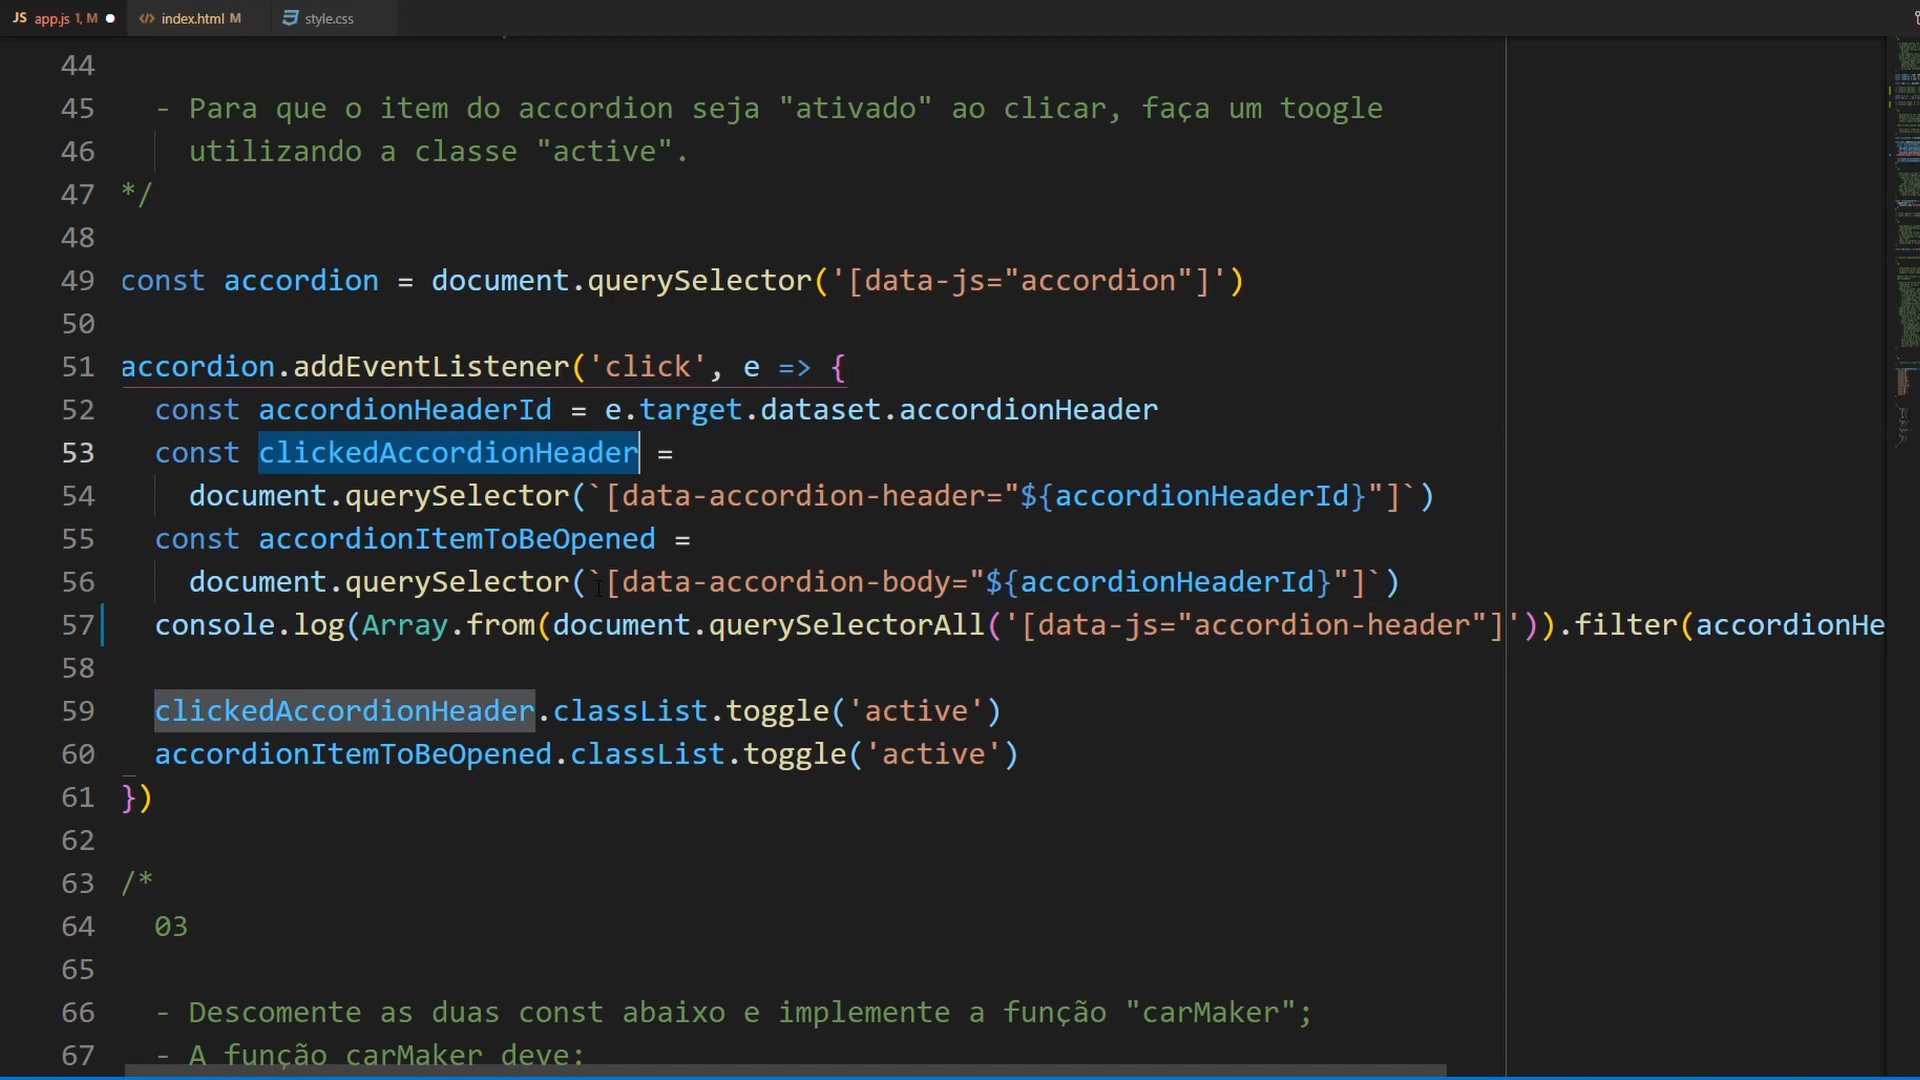 app.js 1, M
index.html M
style.css
44
45 - Para que o item do accordion seja "ativado" ao clicar, faça um toogle
46 utilizando a classe "active".
47 */
48
49 const accordion = document.querySelector('[data-js="accordion"]')
50
51 accordion.addEventListener('click', e => {
52 const accordionHeaderId = e.target.dataset.accordionHeader
53 const clickedAccordionHeader =
54 document.querySelector(`[data-accordion-header="${accordionHeaderId}"]`)
55 const accordionItemToBeOpened =
56 document.querySelector(`[data-accordion-body="${accordionHeaderId}"]`)
57 console.log(Array.from(document.querySelectorAll('[data-js="accordion-header"]')).filter(accordionHe
58
59 clickedAccordionHeader.classList.toggle('active')
60 accordionItemToBeOpened.classList.toggle('active')
61 })
62
63 /*
64 03
65
66 - Descomente as duas const abaixo e implemente a função "carMaker";
67 - A função carMaker deve: